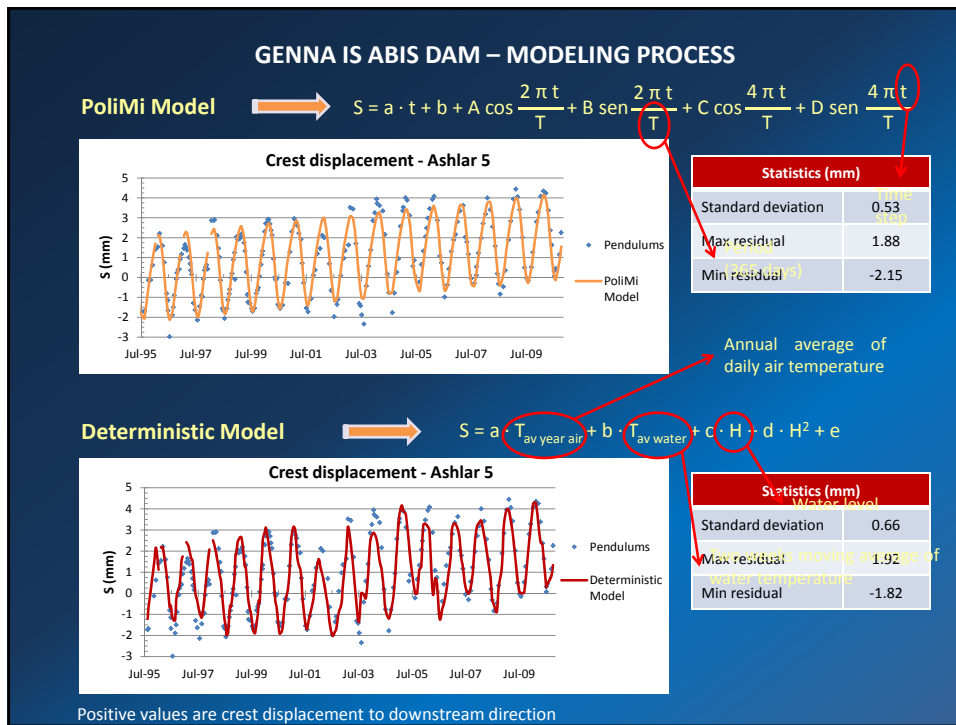 GENNA IS ABIS DAM – MODELING PROCESS
PoliMi Model
S = a · t + b + A cos 2 π t / T + B sen 2 π t / T + C cos 4 π t / T + D sen 4 π t / T
Crest displacement - Ashlar 5
S (mm)
5
4
3
2
1
0
-1
-2
-3
Jul-95 Jul-97 Jul-99 Jul-01 Jul-03 Jul-05 Jul-07 Jul-09
Pendulums
PoliMi
Model
Statistics (mm)
Standard deviation 0.53
Max residual 1.88
Min residual -2.15
Time
step
(365 days)
Annual average of
daily air temperature
Deterministic Model
S = a · T av year air + b · T av water + c · H + d · H² + e
Crest displacement - Ashlar 5
S (mm)
5
4
3
2
1
0
-1
-2
-3
Jul-95 Jul-97 Jul-99 Jul-01 Jul-03 Jul-05 Jul-07 Jul-09
Pendulums
Deterministic
Model
Statistics (mm)
Standard deviation 0.66
Max residual 1.92
Min residual -1.82
Water level
moving average of
water temperature
Positive values are crest displacement to downstream direction